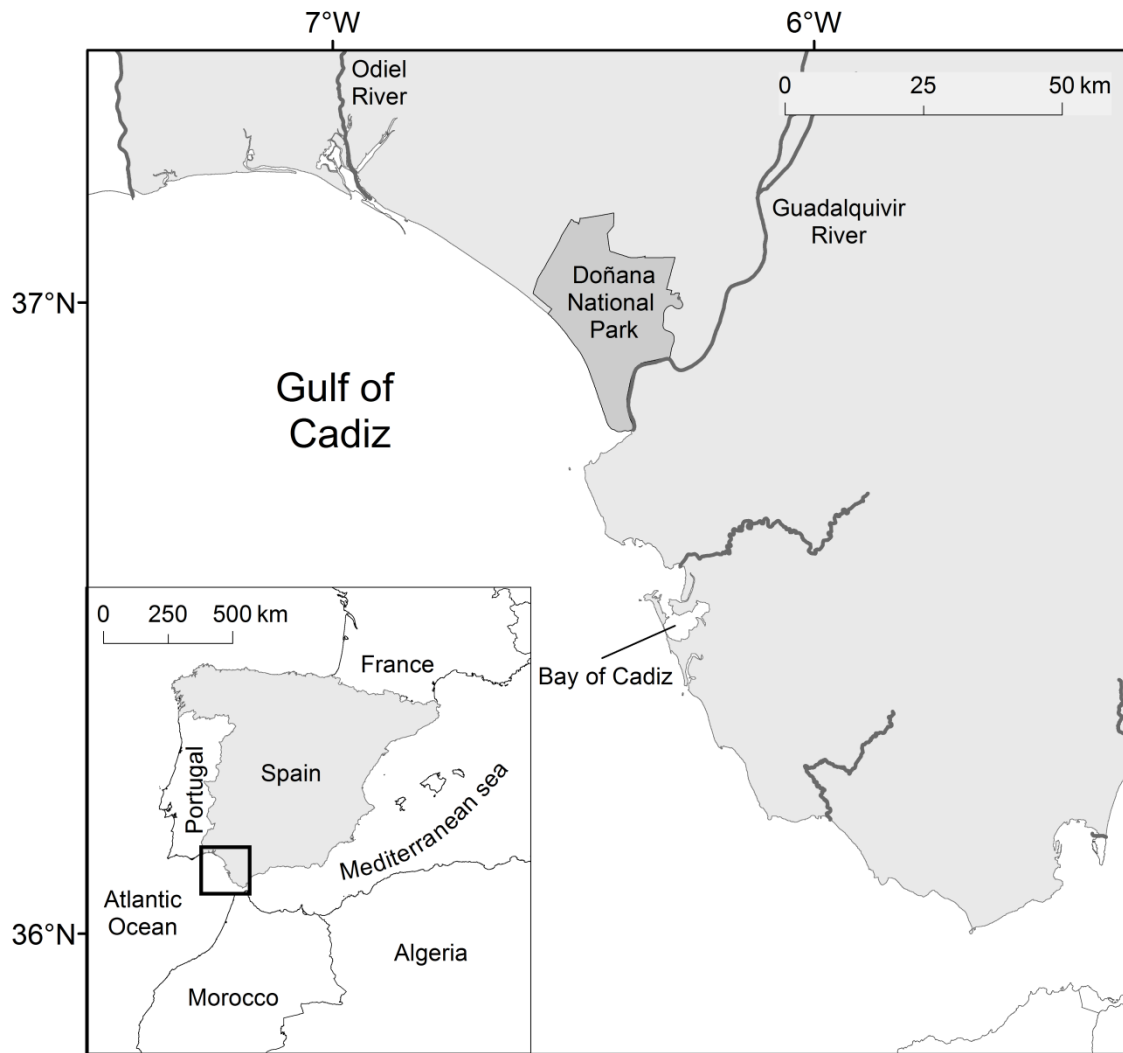 7°W
6°W
Odiel
River
0 25 50 km
Guadalquivir
River
Doñana
National
Park
37°N
Gulf of
Cadiz
Bay of Cadiz
0 250 500 km
France
Portugal
Spain
Mediterranean sea
Atlantic
Ocean
36°N
Algeria
Morocco